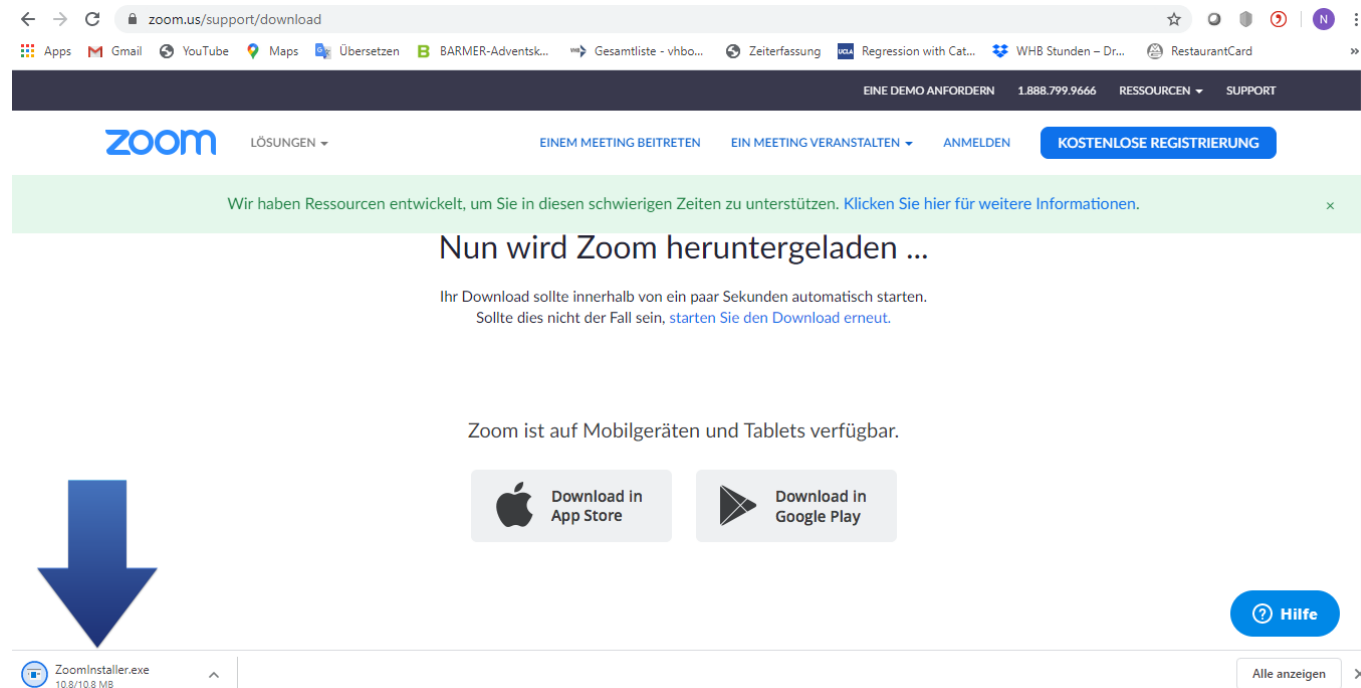 zoom.us/support/download
N
Apps Gmail YouTube Maps Übersetzen BARMER-Adventsk... Gesamtliste - vhbo... Zeiterfassung UCLA Regression with Cat... WHB Stunden – Dr... RestaurantCard »
EINE DEMO ANFORDERN 1.888.799.9666 RESSOURCEN SUPPORT
zoom LÖSUNGEN EINEM MEETING BEITRETEN EIN MEETING VERANSTALTEN ANMELDEN KOSTENLOSE REGISTRIERUNG
Wir haben Ressourcen entwickelt, um Sie in diesen schwierigen Zeiten zu unterstützen. Klicken Sie hier für weitere Informationen. ×
Nun wird Zoom heruntergeladen ...
Ihr Download sollte innerhalb von ein paar Sekunden automatisch starten.
Sollte dies nicht der Fall sein, starten Sie den Download erneut.
Zoom ist auf Mobilgeräten und Tablets verfügbar.
Download in
App Store
Download in
Google Play
Hilfe
ZoomInstaller.exe
10.8/10.8 MB
Alle anzeigen